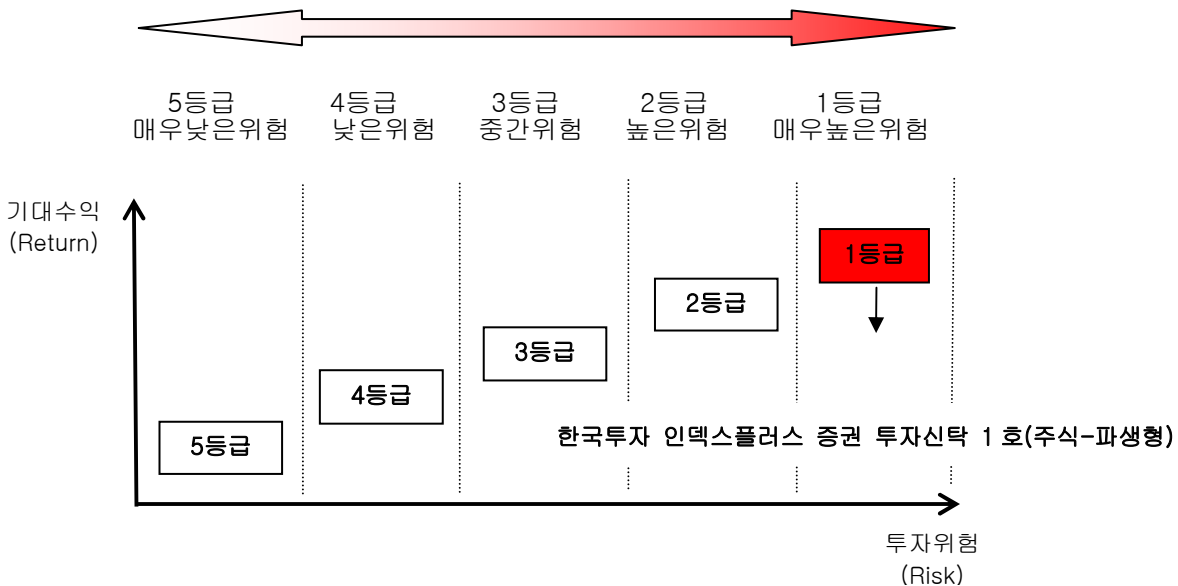 5등급 4등급 3등급 2등급 1등급
매우낮은위험 낮은위험 중간위험 높은위험 매우높은위험
기대수익
(Return)
1등급
2등급
3등급
4등급
5등급
한국투자 인덱스플러스 증권 투자신탁 1호(주식-파생형)
투자위험
(Risk)